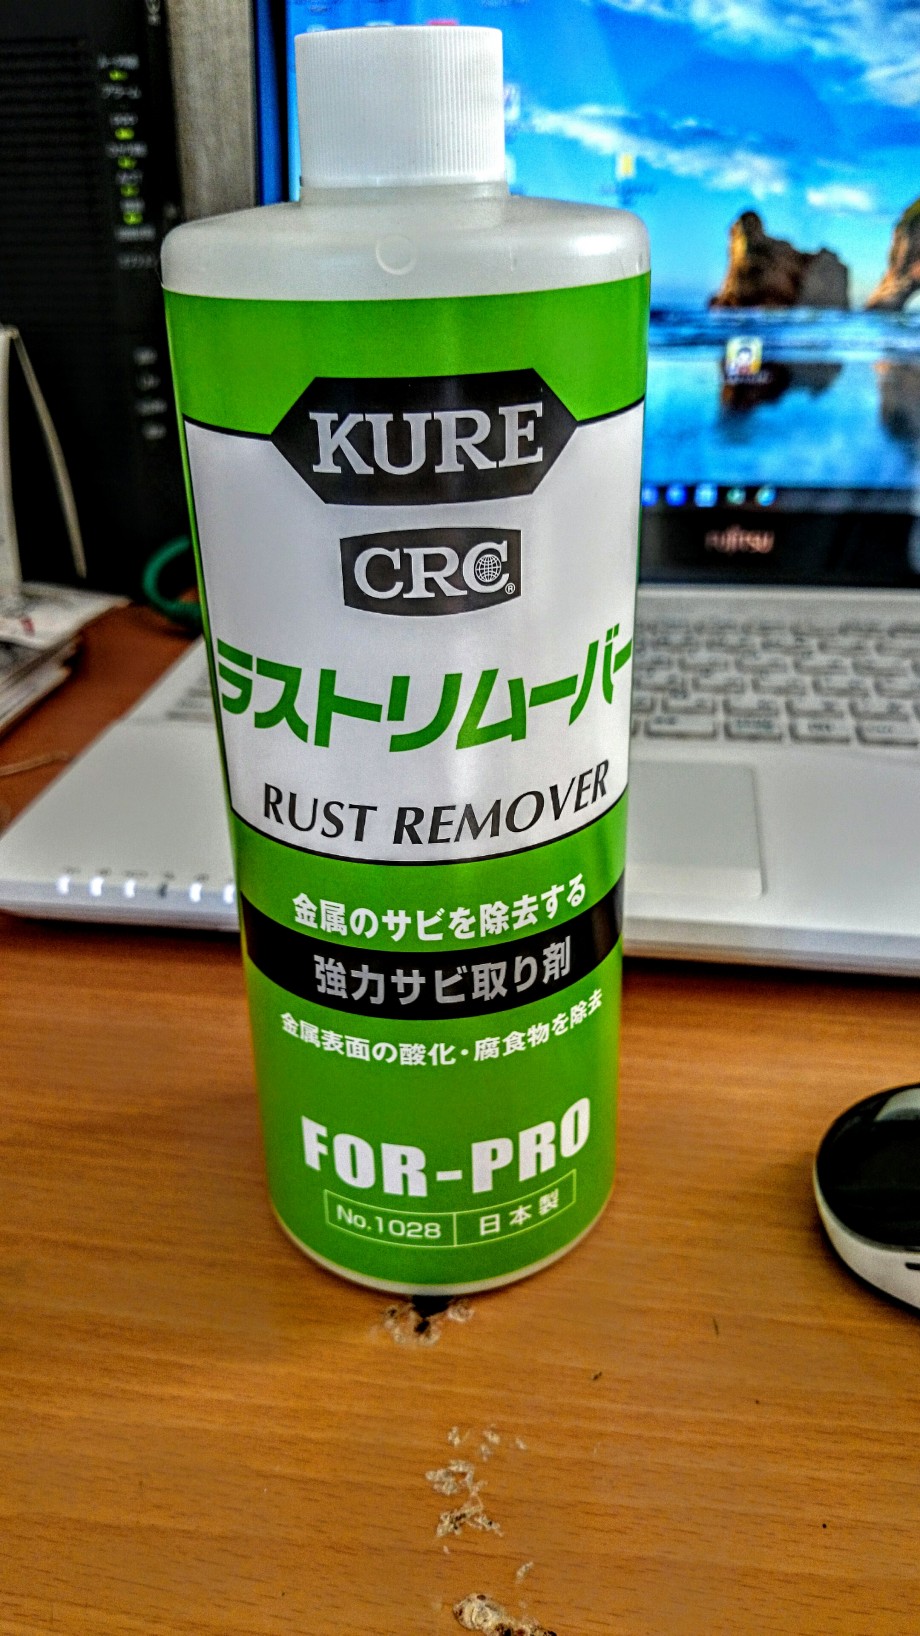 KURE
CRC®
ラストリムーバー
RUST REMOVER
金属のサビを除去する
強力サビ取り剤
金属表面の酸化・腐食物を除去
FOR-PRO
No.1028 日本製
FUJITSU